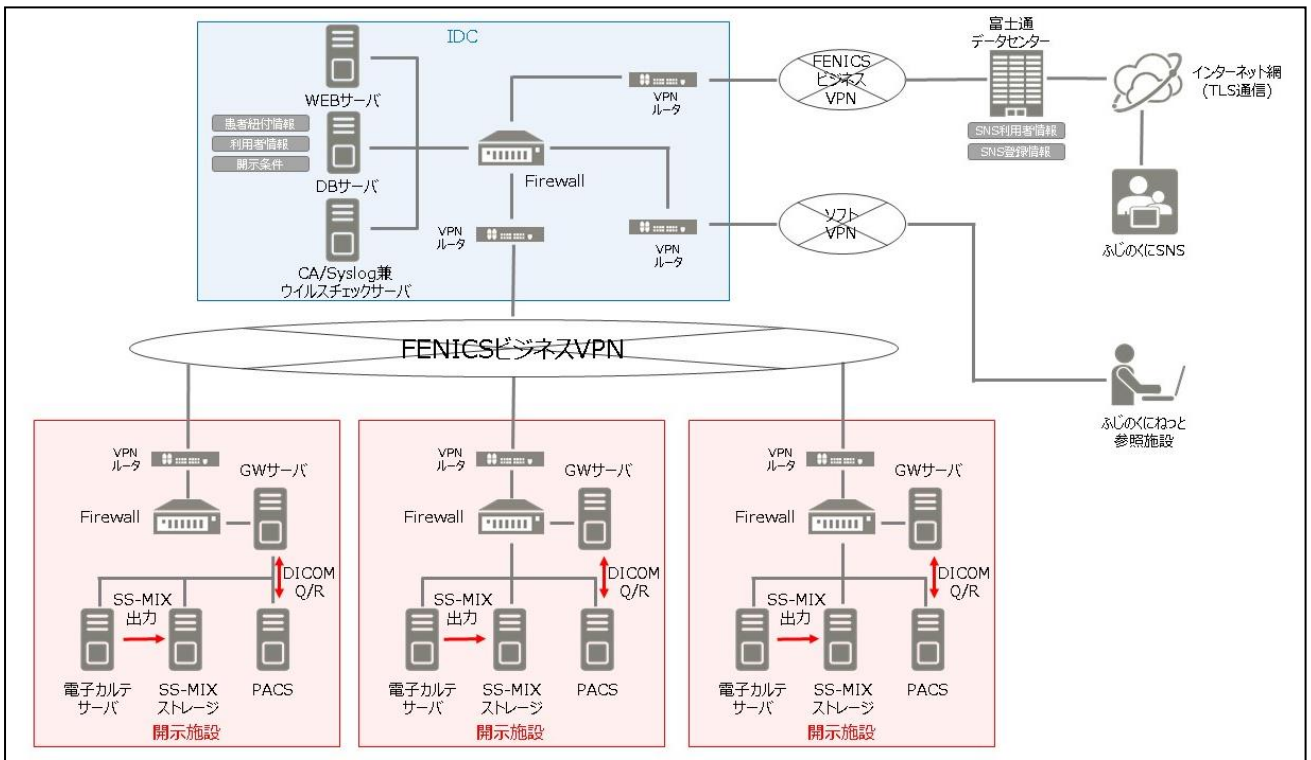 IDC
WEBサーバ
患者紐付情報
利用者情報
開示条件
DBサーバ
CA/Syslog兼
ウイルスチェックサーバ
Firewall
VPN
ルータ
VPN
ルータ
VPN
ルータ
FENICS
ビジネス
VPN
富士通
データセンター
SNS利用者情報
SNS登録情報
インターネット網
(TLS通信)
ふじのくにSNS
ソフト
VPN
ふじのくにねっと
参照施設
FENICSビジネスVPN
VPN
ルータ
GWサーバ
Firewall
DICOM
Q/R
SS-MIX
出力
電子カルテ
サーバ
SS-MIX
ストレージ
PACS
開示施設
VPN
ルータ
GWサーバ
Firewall
DICOM
Q/R
SS-MIX
出力
電子カルテ
サーバ
SS-MIX
ストレージ
PACS
開示施設
VPN
ルータ
GWサーバ
Firewall
DICOM
Q/R
SS-MIX
出力
電子カルテ
サーバ
SS-MIX
ストレージ
PACS
開示施設